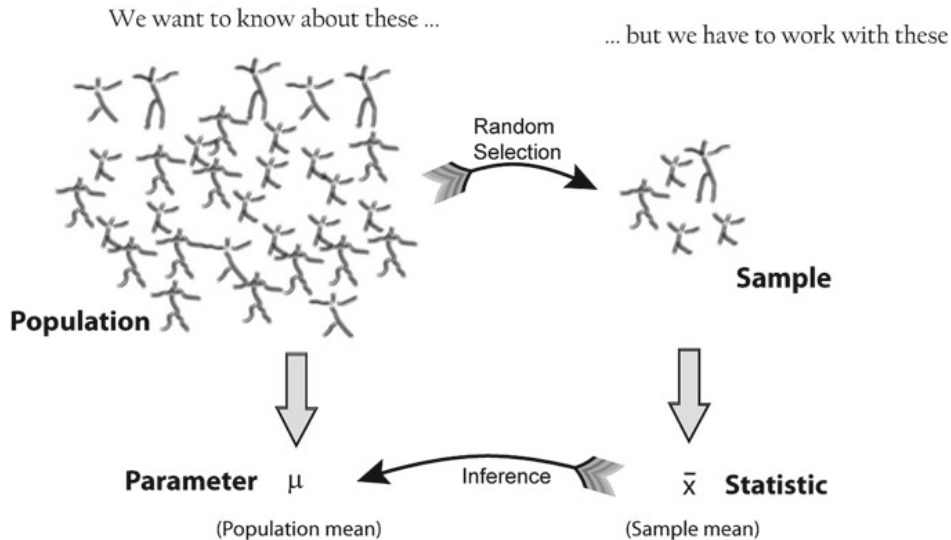 We want to know about these ...
... but we have to work with these
Random
Selection
Population
Sample
Parameter μ
Inference
x̄ Statistic
(Population mean)
(Sample mean)